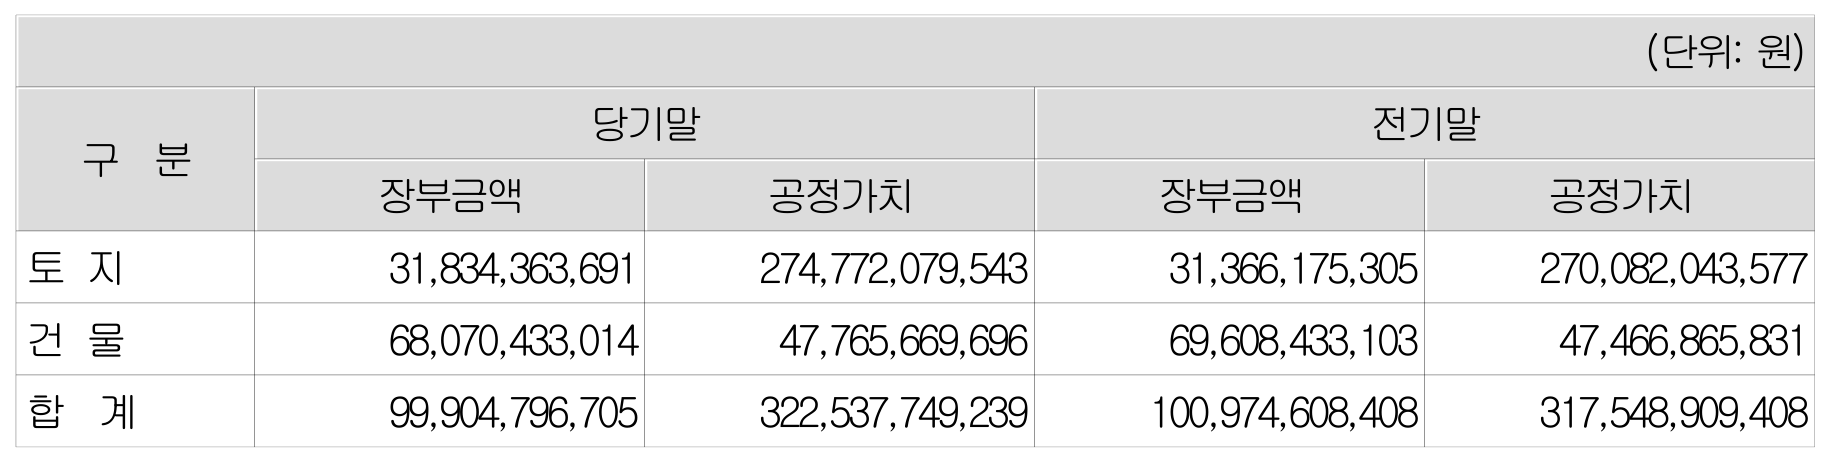 (단위: 원)
구 분 당기말 전기말
장부금액 공정가치 장부금액 공정가치
토 지 31,834,363,691 274,772,079,543 31,366,175,305 270,082,043,577
건 물 68,070,433,014 47,765,669,696 69,608,433,103 47,466,865,831
합 계 99,904,796,705 322,537,749,239 100,974,608,408 317,548,909,408